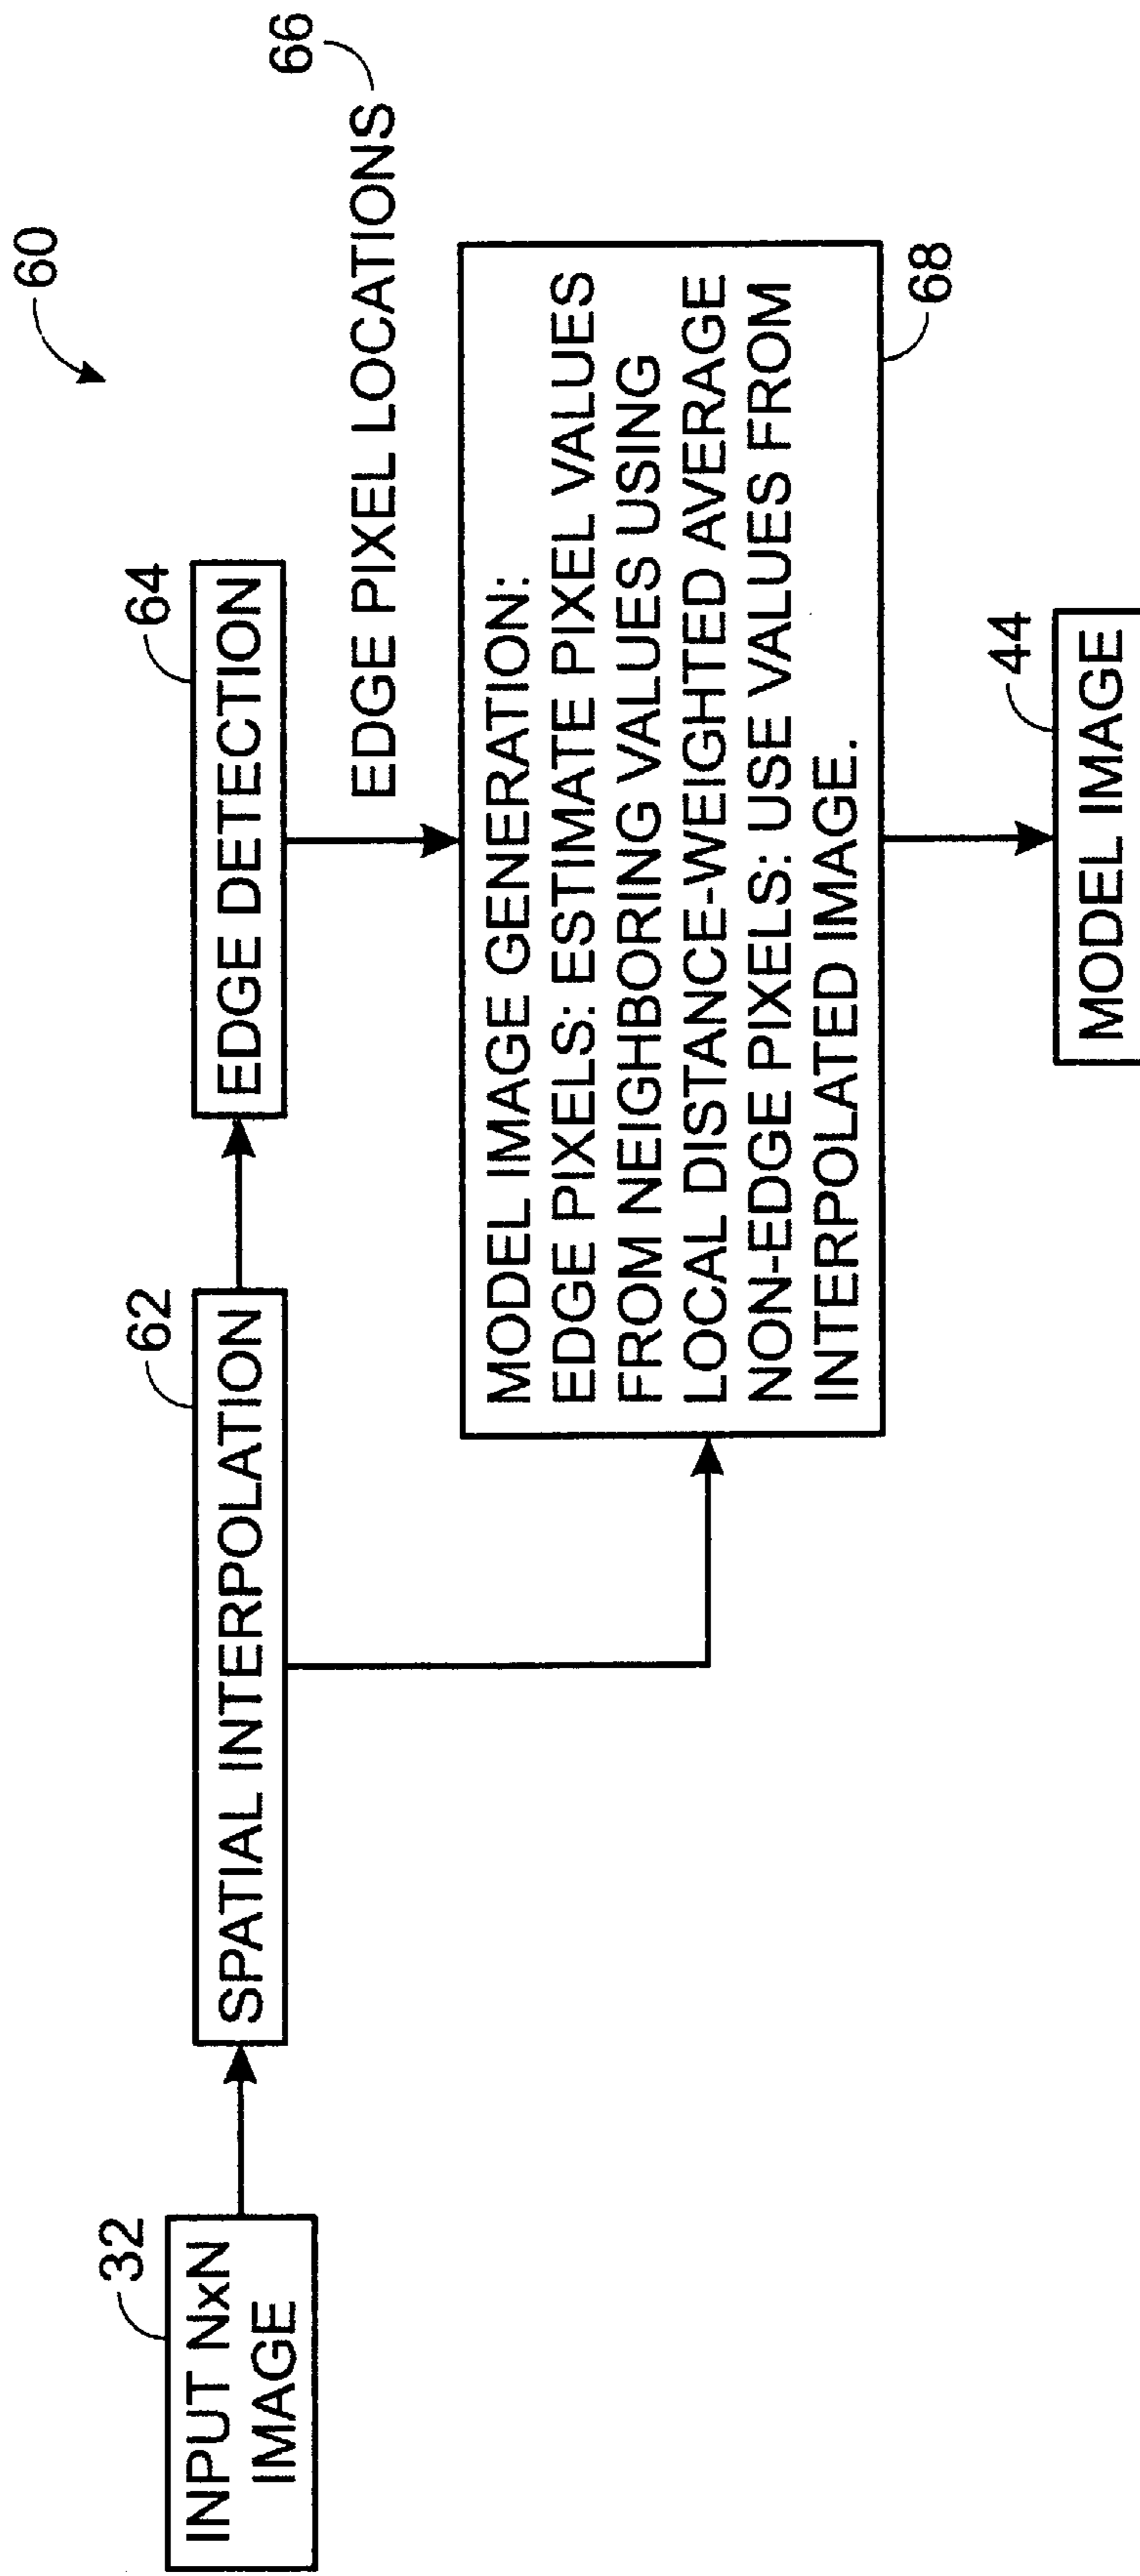 60
32
INPUT NxN
IMAGE
62
SPATIAL INTERPOLATION
64
EDGE DETECTION
EDGE PIXEL LOCATIONS
66
MODEL IMAGE GENERATION:
EDGE PIXELS: ESTIMATE PIXEL VALUES
FROM NEIGHBORING VALUES USING
LOCAL DISTANCE-WEIGHTED AVERAGE
NON-EDGE PIXELS: USE VALUES FROM
INTERPOLATED IMAGE.
68
44
MODEL IMAGE